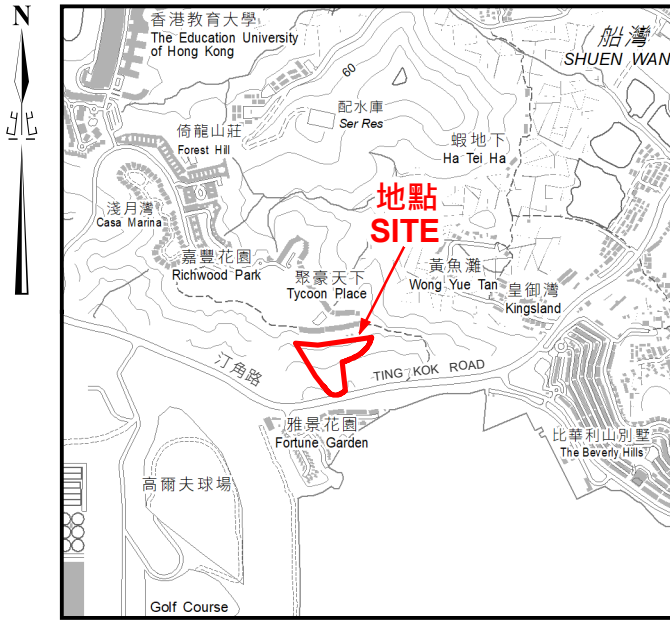 N
北
香港教育大學
The Education University
of Hong Kong
船灣
SHUEN WAN
60
配水庫
Ser Res
倚龍山莊
Forest Hill
蝦地下
Ha Tei Ha
地點
SITE
淺月灣
Casa Marina
嘉豐花園
Richwood Park
聚豪天下
Tycoon Place
黃魚灘
Wong Yue Tan
皇御灣
Kingsland
汀角路
TING KOK ROAD
雅景花園
Fortune Garden
比華利山別墅
The Beverly Hills
高爾夫球場
Golf Course